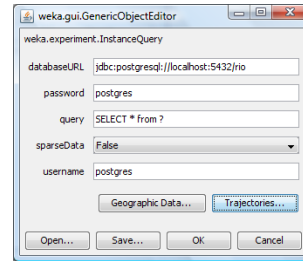 weka.gui.GenericObjectEditor
weka.experiment.InstanceQuery
databaseURL jdbc:postgresql://localhost:5432/rio
password postgres
query SELECT * from ?
sparseData False
username postgres
Geographic Data... Trajectories...
Open... Save... OK Cancel